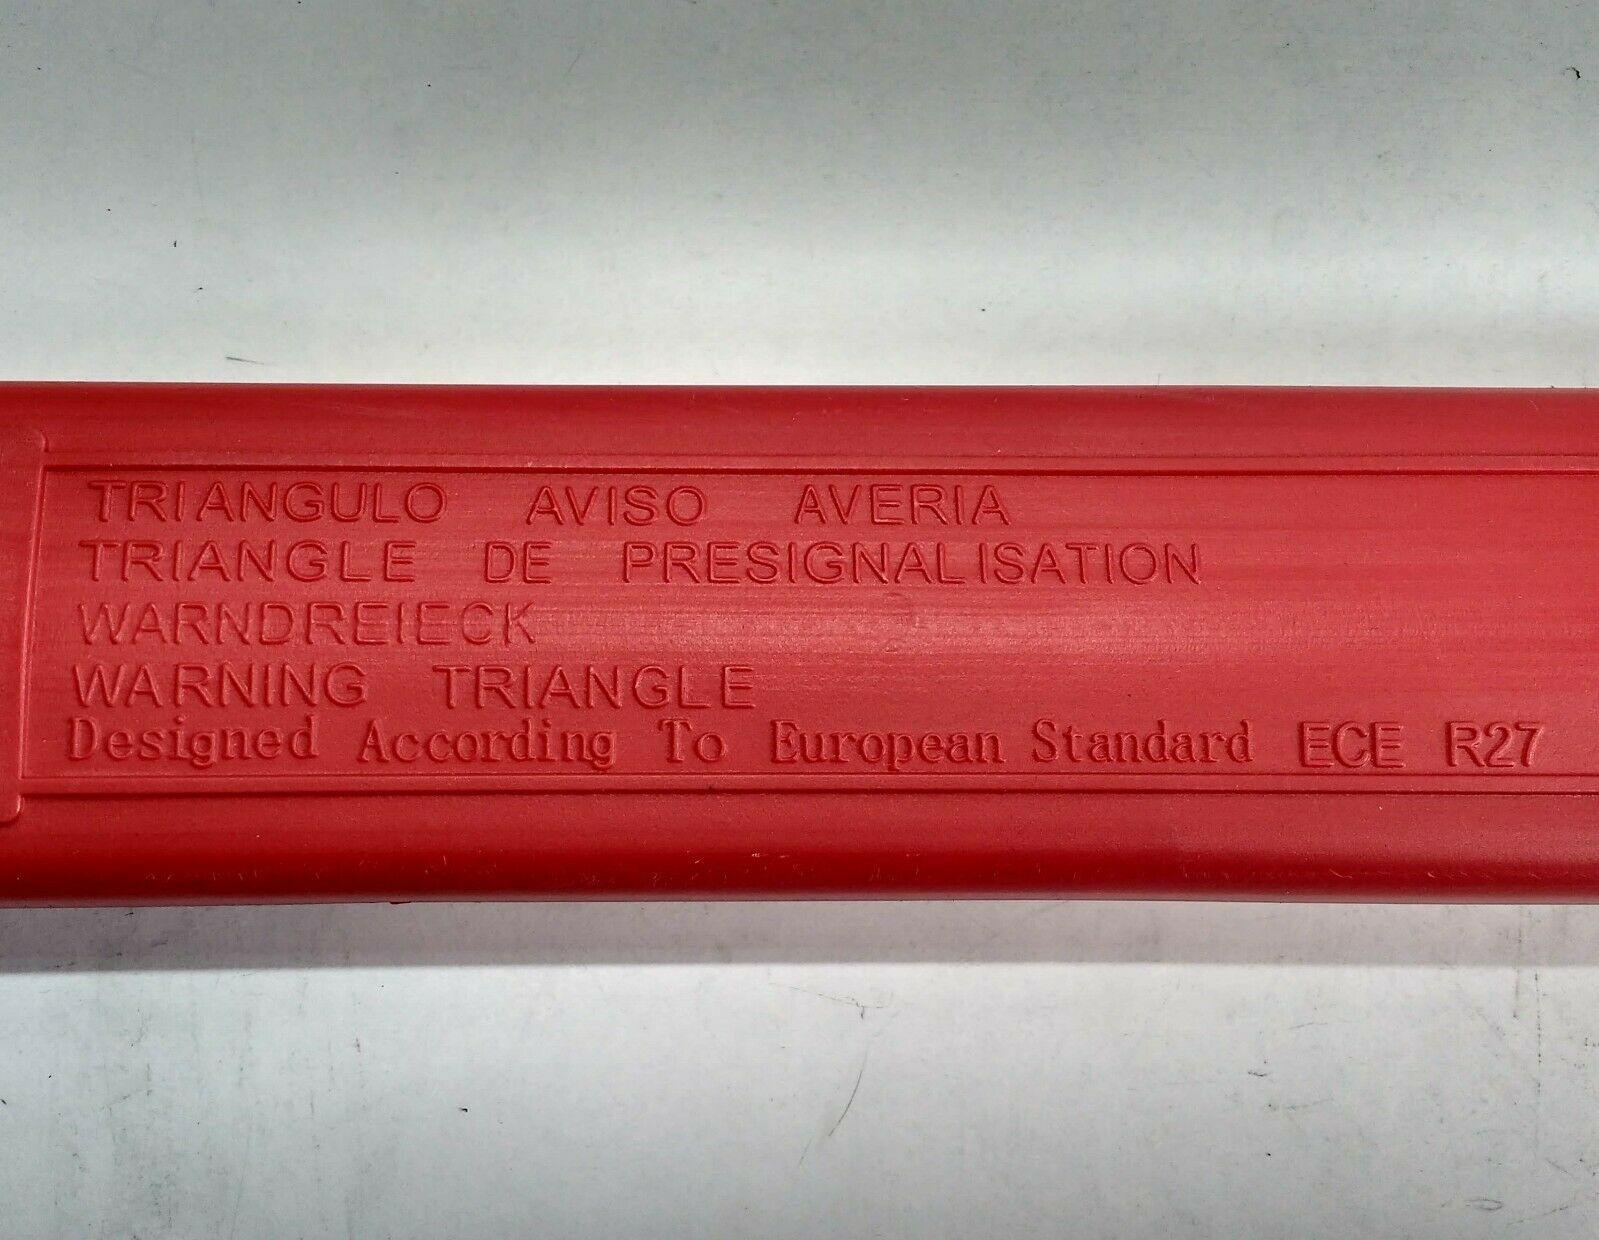 TRIANGULO AVISO AVERIA
TRIANGLE DE PRESIGNALISATION
WARNDREIECK
WARNING TRIANGLE
Designed According To European Standard ECE R27